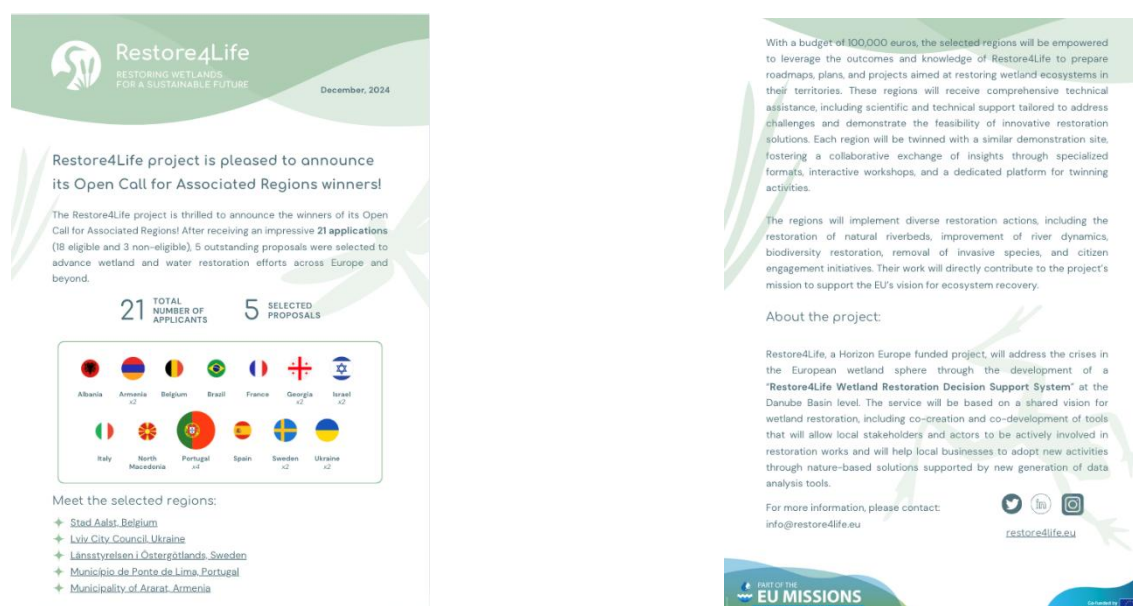 Restore4Life
RESTORING WETLANDS
FOR A SUSTAINABLE FUTURE
December, 2024
Restore4Life project is pleased to announce
its Open Call for Associated Regions winners!
The Restore4Life project is thrilled to announce the winners of its Open
Call for Associated Regions! After receiving an impressive 21 applications
(18 eligible and 3 non-eligible), 5 outstanding proposals were selected to
advance wetland and water restoration efforts across Europe and
beyond.
21 TOTAL NUMBER OF APPLICANTS
5 SELECTED PROPOSALS
Albania Armenia x2 Belgium Brazil France Georgia x2 Israel x2
Italy North Macedonia Portugal x4 Spain Sweden x2 Ukraine x2
Meet the selected regions:
Stad Aalst, Belgium
Lviv City Council, Ukraine
Länsstyrelsen i Östergötlands, Sweden
Município de Ponte de Lima, Portugal
Municipality of Ararat, Armenia
With a budget of 100,000 euros, the selected regions will be empowered
to leverage the outcomes and knowledge of Restore4Life to prepare
roadmaps, plans, and projects aimed at restoring wetland ecosystems in
their territories. These regions will receive comprehensive technical
assistance, including scientific and technical support tailored to address
challenges and demonstrate the feasibility of innovative restoration
solutions. Each region will be twinned with a similar demonstration site,
fostering a collaborative exchange of insights through specialized
formats, interactive workshops, and a dedicated platform for twinning
activities.
The regions will implement diverse restoration actions, including the
restoration of natural riverbeds, improvement of river dynamics,
biodiversity restoration, removal of invasive species, and citizen
engagement initiatives. Their work will directly contribute to the project's
mission to support the EU's vision for ecosystem recovery.
About the project:
Restore4Life, a Horizon Europe funded project, will address the crises in
the European wetland sphere through the development of a
“Restore4Life Wetland Restoration Decision Support System” at the
Danube Basin level. The service will be based on a shared vision for
wetland restoration, including co-creation and co-development of tools
that will allow local stakeholders and actors to be actively involved in
restoration works and will help local businesses to adopt new activities
through nature-based solutions supported by new generation of data
analysis tools.
For more information, please contact:
info@restore4life.eu
in
restore4life.eu
PART OF THE
EU MISSIONS
Co-funded by